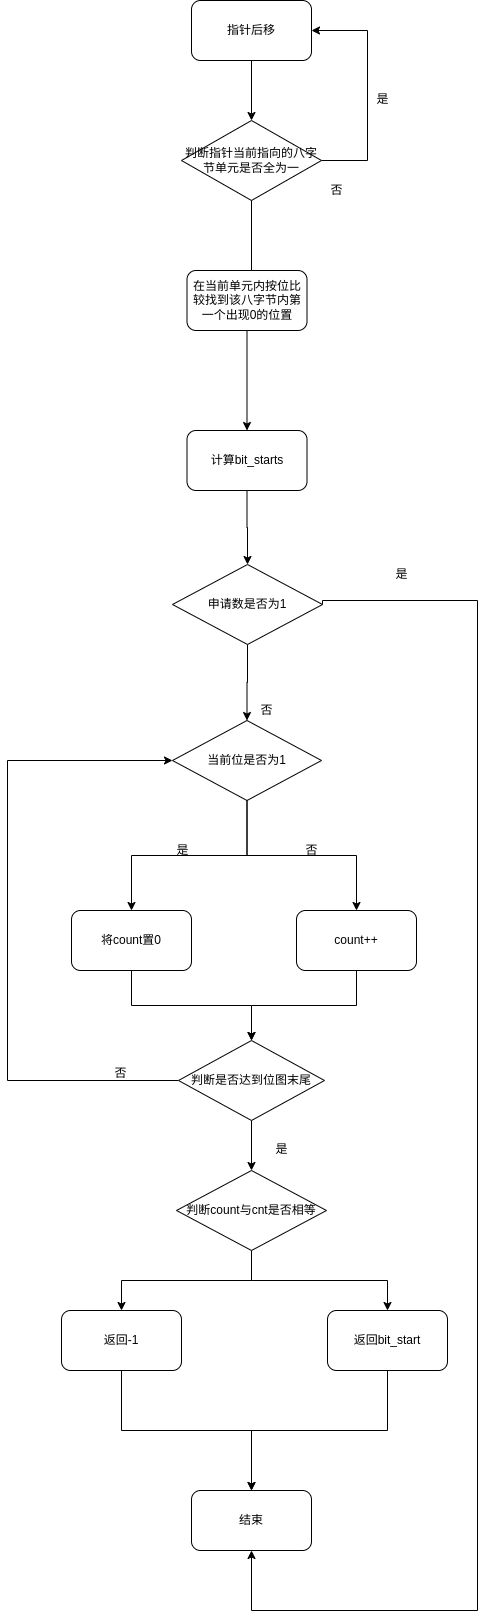 指针后移
是
判断指针当前指向的八字
节单元是否全为一
否
在当前单元内按位比
较找到该八字节内第
一个出现0的位置
计算bit_starts
是
申请数是否为1
否
当前位是否为1
是
否
将count置0
count++
否
判断是否达到位图末尾
是
判断count与cnt是否相等
返回-1
返回bit_start
结束